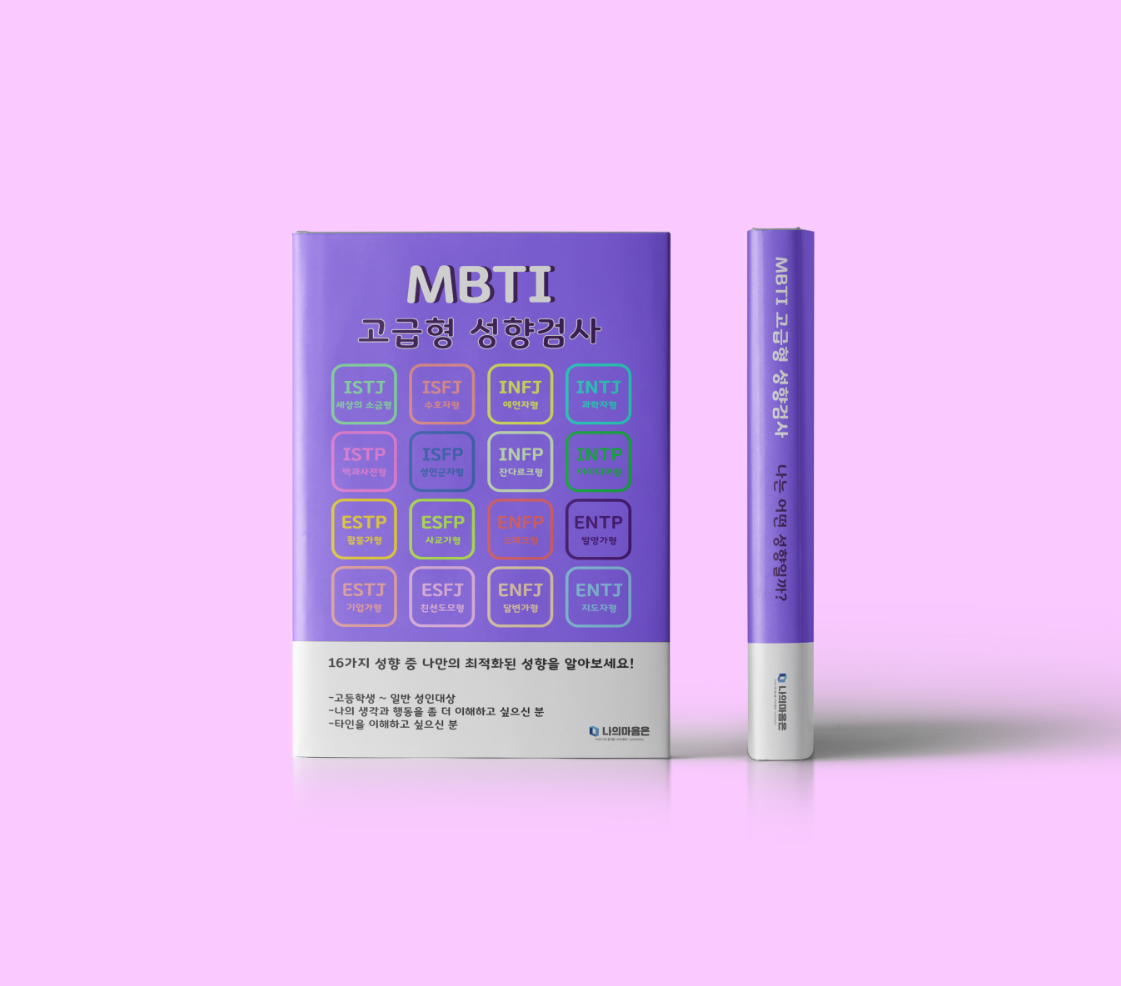 MBTI
고급형 성향검사
ISTJ
세상의 소금형
ISFJ
수호자형
INFJ
예언자형
INTJ
과학자형
ISTP
백과사전형
ISFP
성인군자형
INFP
잔다르크형
INTP
ESTP
활동가형
ESFP
사교가형
ENFP
스파크형
ENTP
발명가형
ESTJ
기업가형
ESFJ
친선도모형
ENFJ
달변가형
ENTJ
지도자형
16가지 성향 중 나만의 최적화된 성향을 알아보세요!
-고등학생 ~ 일반 성인대상
-나의 생각과 행동을 좀 더 이해하고 싶으신 분
-타인을 이해하고 싶으신 분
나의마음은
MBTI 고급형 성향검사 나는 어떤 성향일까?
나의마음은